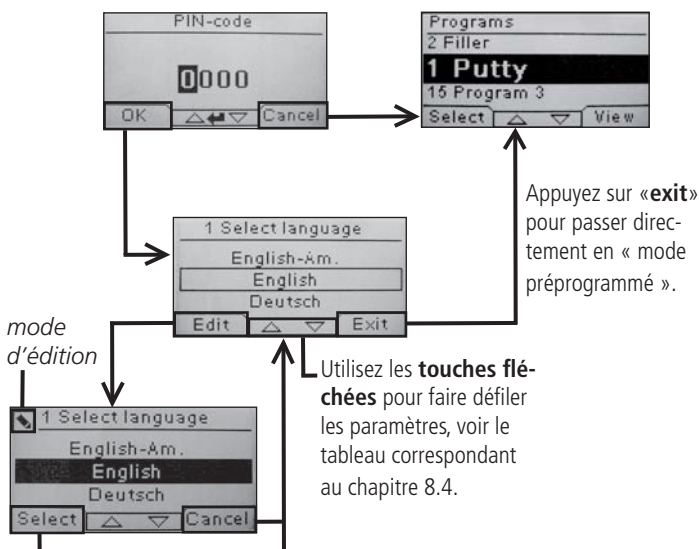 PIN-code
0000
OK
Cancel
Programs
2 Filler
1 Putty
15 Program 3
Select
View
Appuyez sur «exit»
pour passer direc-
tement en « mode
préprogrammé ».
1 Select language
English-Am.
English
Deutsch
Edit
Exit
mode
d'édition
Utilisez les touches flé-
chées pour faire défiler
les paramètres, voir le
tableau correspondant
au chapitre 8.4.
1 Select language
English-Am.
English
Deutsch
Select
Cancel